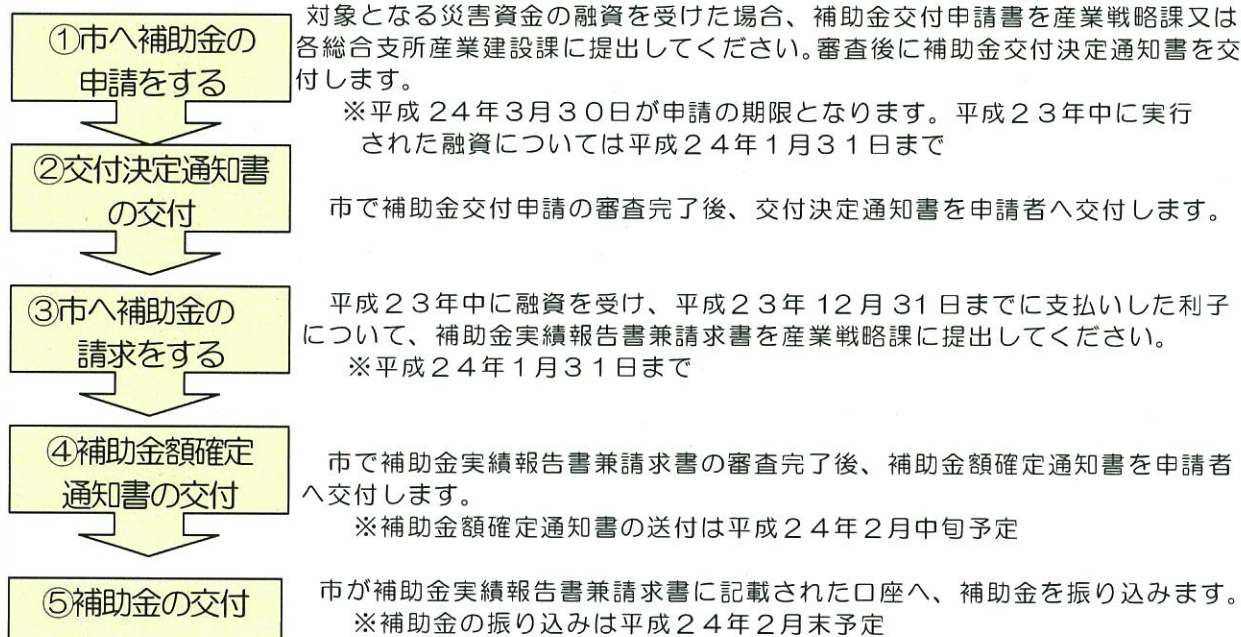 ①市へ補助金の
申請をする
対象となる災害資金の融資を受けた場合、補助金交付申請書を産業戦略課又は
各総合支所産業建設課に提出してください。審査後に補助金交付決定通知書を交
付します。
※平成24年3月30日が申請の期限となります。平成23年中に実行
された融資については平成24年1月31日まで
②交付決定通知書
の交付
市で補助金交付申請の審査完了後、交付決定通知書を申請者へ交付します。
③市へ補助金の
請求をする
平成23年中に融資を受け、平成23年12月31日までに支払いした利子
について、補助金実績報告書兼請求書を産業戦略課に提出してください。
※平成24年1月31日まで
④補助金額確定
通知書の交付
市で補助金実績報告書兼請求書の審査完了後、補助金額確定通知書を申請者
へ交付します。
※補助金額確定通知書の送付は平成24年2月中旬予定
⑤補助金の交付
市が補助金実績報告書兼請求書に記載された口座へ、補助金を振り込みます。
※補助金の振り込みは平成24年2月末予定